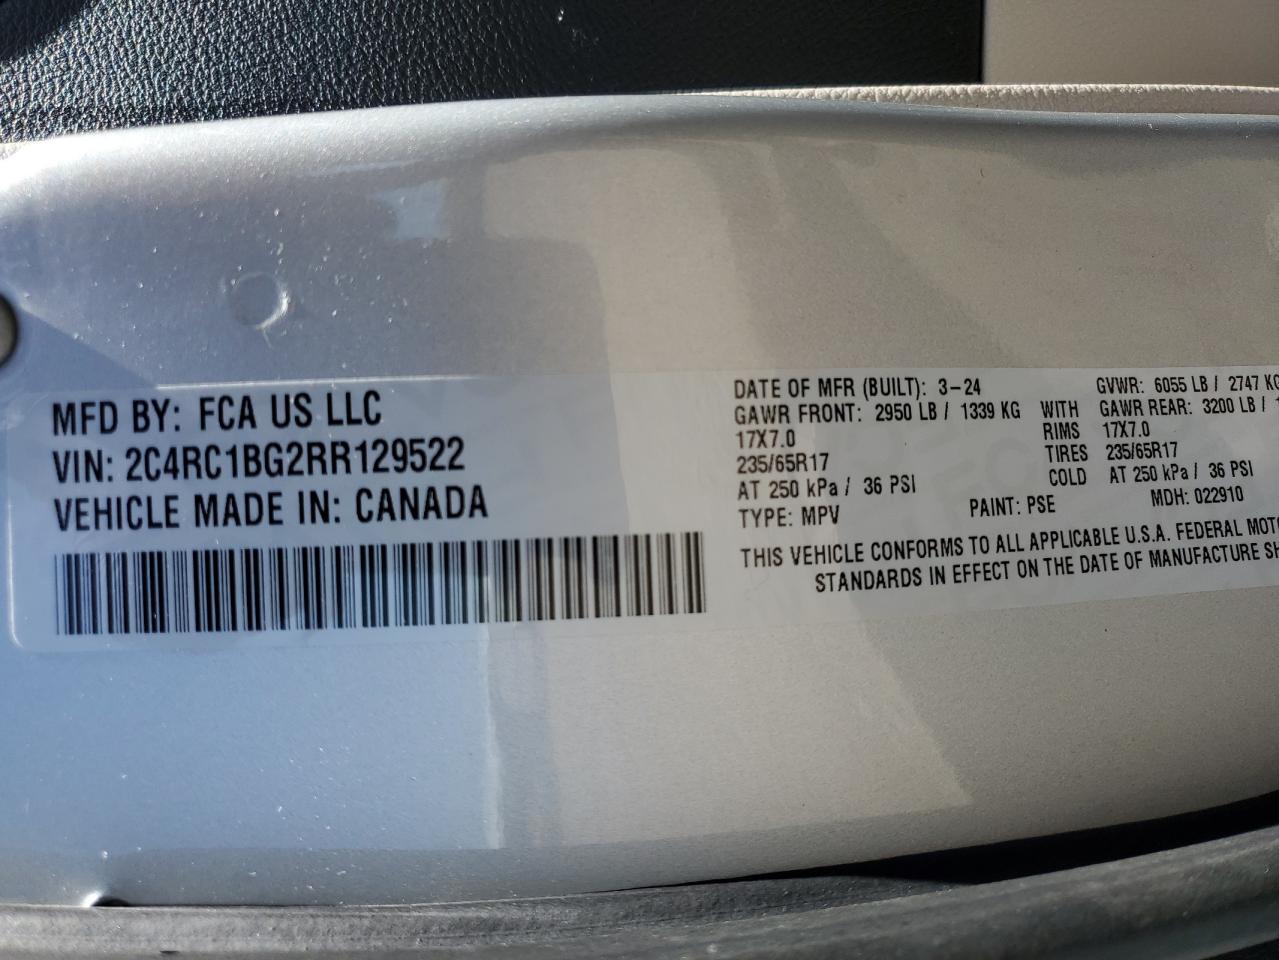 MFD BY: FCA US LLC
VIN: 2C4RC1BG2RR129522
VEHICLE MADE IN: CANADA
DATE OF MFR (BUILT): 3-24 GVWR: 6055 LB / 2747 KG
GAWR FRONT: 2950 LB / 1339 KG WITH GAWR REAR: 3200 LB /
17X7.0 RIMS 17X7.0
235/65R17 TIRES 235/65R17
AT 250 kPa / 36 PSI COLD AT 250 kPa / 36 PSI
TYPE: MPV PAINT: PSE MDH: 022910
THIS VEHICLE CONFORMS TO ALL APPLICABLE U.S.A. FEDERAL
STANDARDS IN EFFECT ON THE DATE OF MANUFACTURE